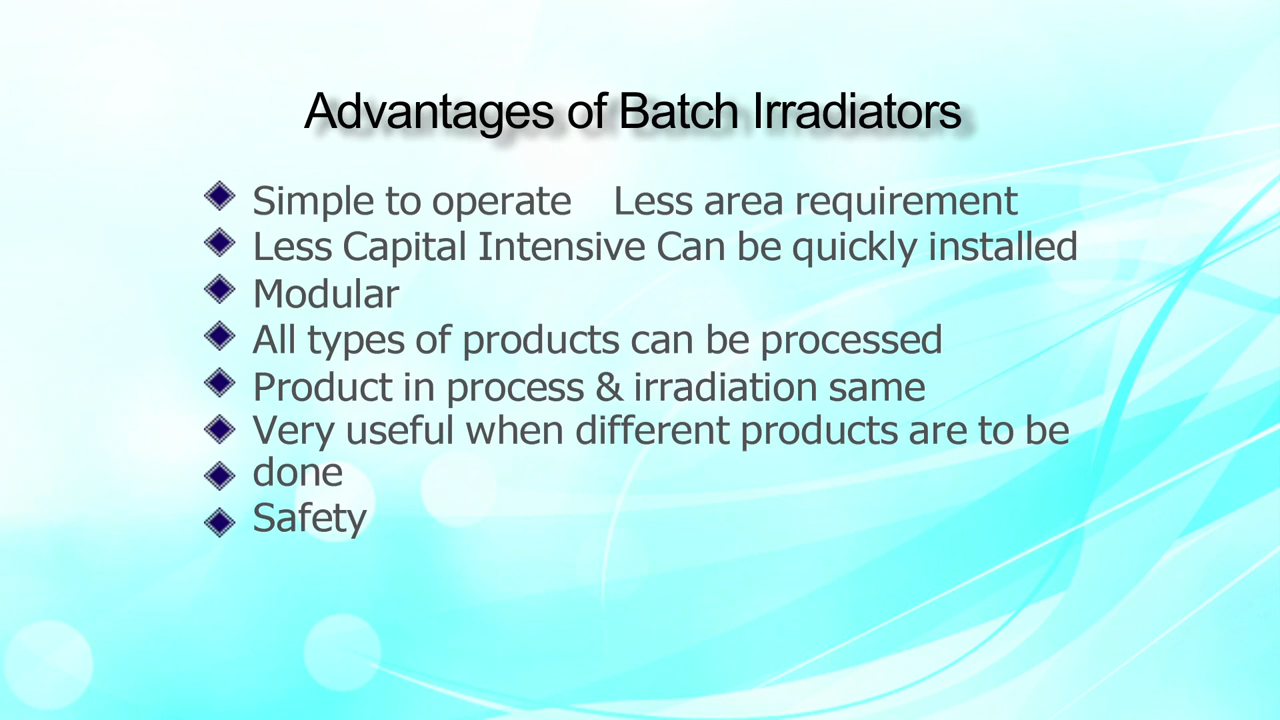 Advantages of Batch Irradiators
Simple to operate Less area requirement
Less Capital Intensive Can be quickly installed
Modular
All types of products can be processed
Product in process & irradiation same
Very useful when different products are to be
done
Safety